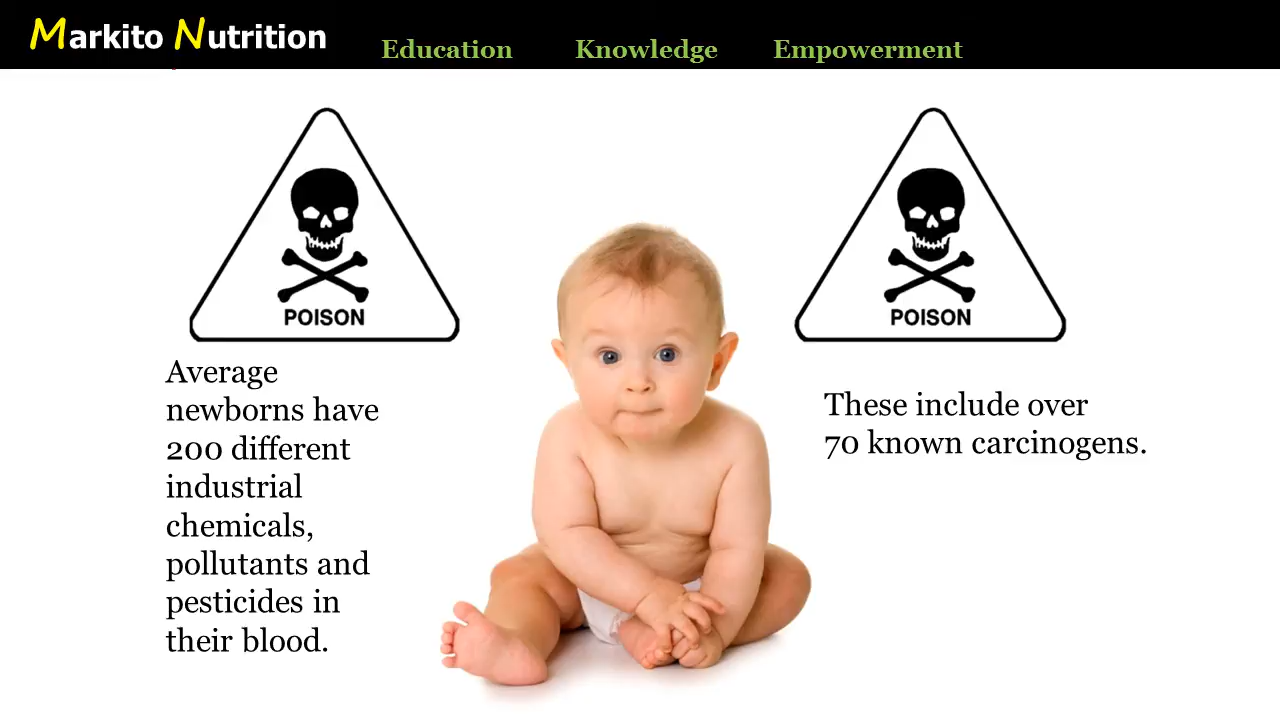 Markito Nutrition
Education Knowledge Empowerment
POISON
POISON
Average
newborns have
200 different
industrial
chemicals,
pollutants and
pesticides in
their blood.
These include over
70 known carcinogens.